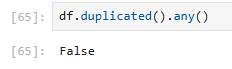 [65]: df.duplicated().any()
[65]: False